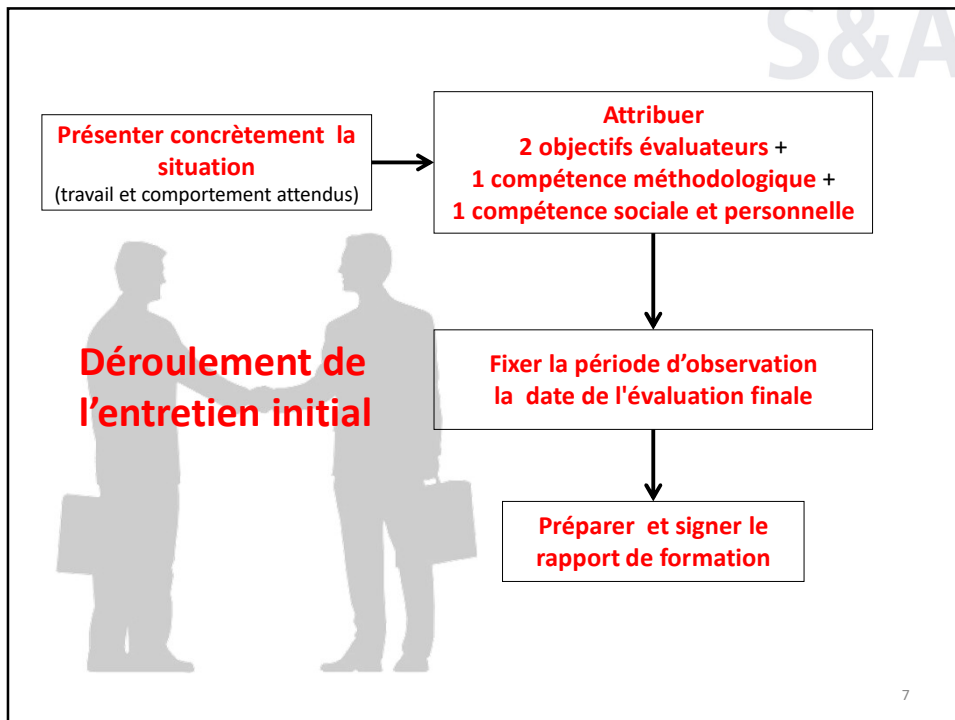 S&A
Présenter concrètement la
situation
(travail et comportement attendus)
Attribuer
2 objectifs évaluateurs +
1 compétence méthodologique +
1 compétence sociale et personnelle
Déroulement de
l’entretien initial
Fixer la période d’observation
la date de l'évaluation finale
Préparer et signer le
rapport de formation
7